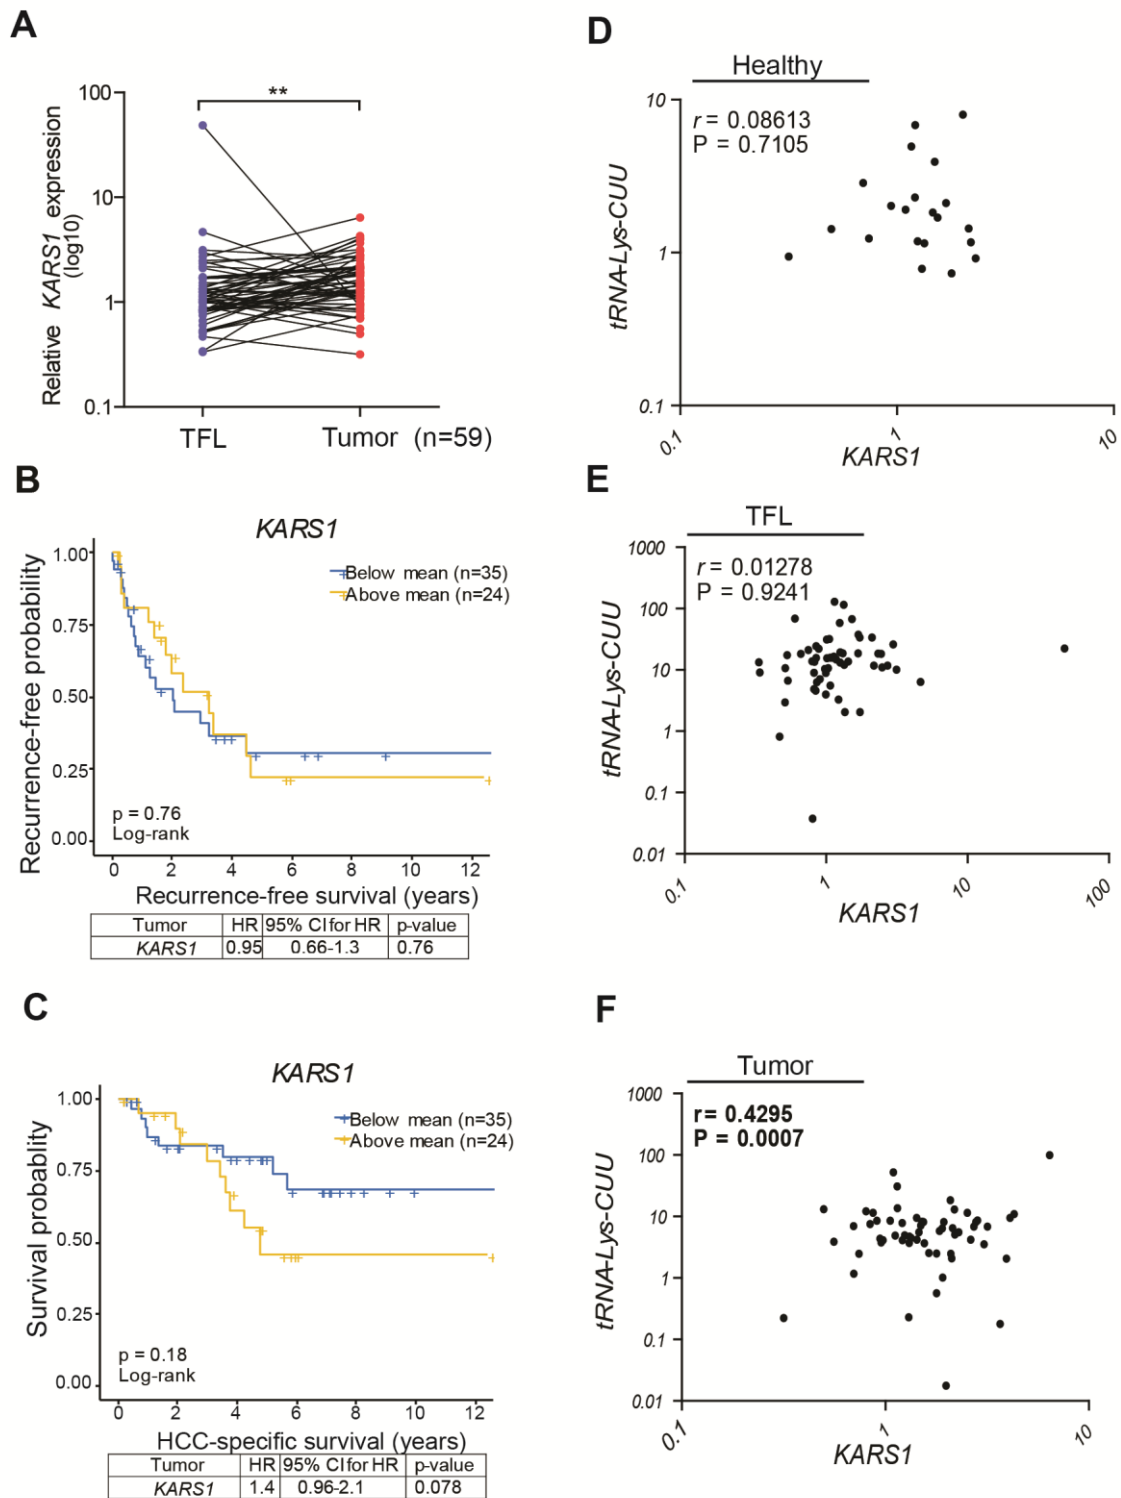 A
**
100
10
1
0.1
Relative KARS1 expression
(log10)
TFL
Tumor (n=59)
B
KARS1
Below mean (n=35)
Above mean (n=24)
1.00
0.75
0.50
0.25
0.00
Recurrence-free probability
p = 0.76
Log-rank
0 2 4 6 8 10 12
Recurrence-free survival (years)
Tumor HR 95% CI for HR p-value
KARS1 0.95 0.66-1.3 0.76
C
KARS1
Below mean (n=35)
Above mean (n=24)
1.00
0.75
0.50
0.25
0.00
Survival probablity
p = 0.18
Log-rank
0 2 4 6 8 10 12
HCC-specific survival (years)
Tumor HR 95% CI for HR p-value
KARS1 1.4 0.96-2.1 0.078
D
Healthy
r = 0.08613
P = 0.7105
10
1
0.1
tRNA-Lys-CUU
0.1 1 10
KARS1
E
TFL
r = 0.01278
P = 0.9241
1000
100
10
1
0.1
0.01
tRNA-Lys-CUU
0.1 1 10 100
KARS1
F
Tumor
r= 0.4295
P = 0.0007
1000
100
10
1
0.1
0.01
tRNA-Lys-CUU
0.1 1 10
KARS1